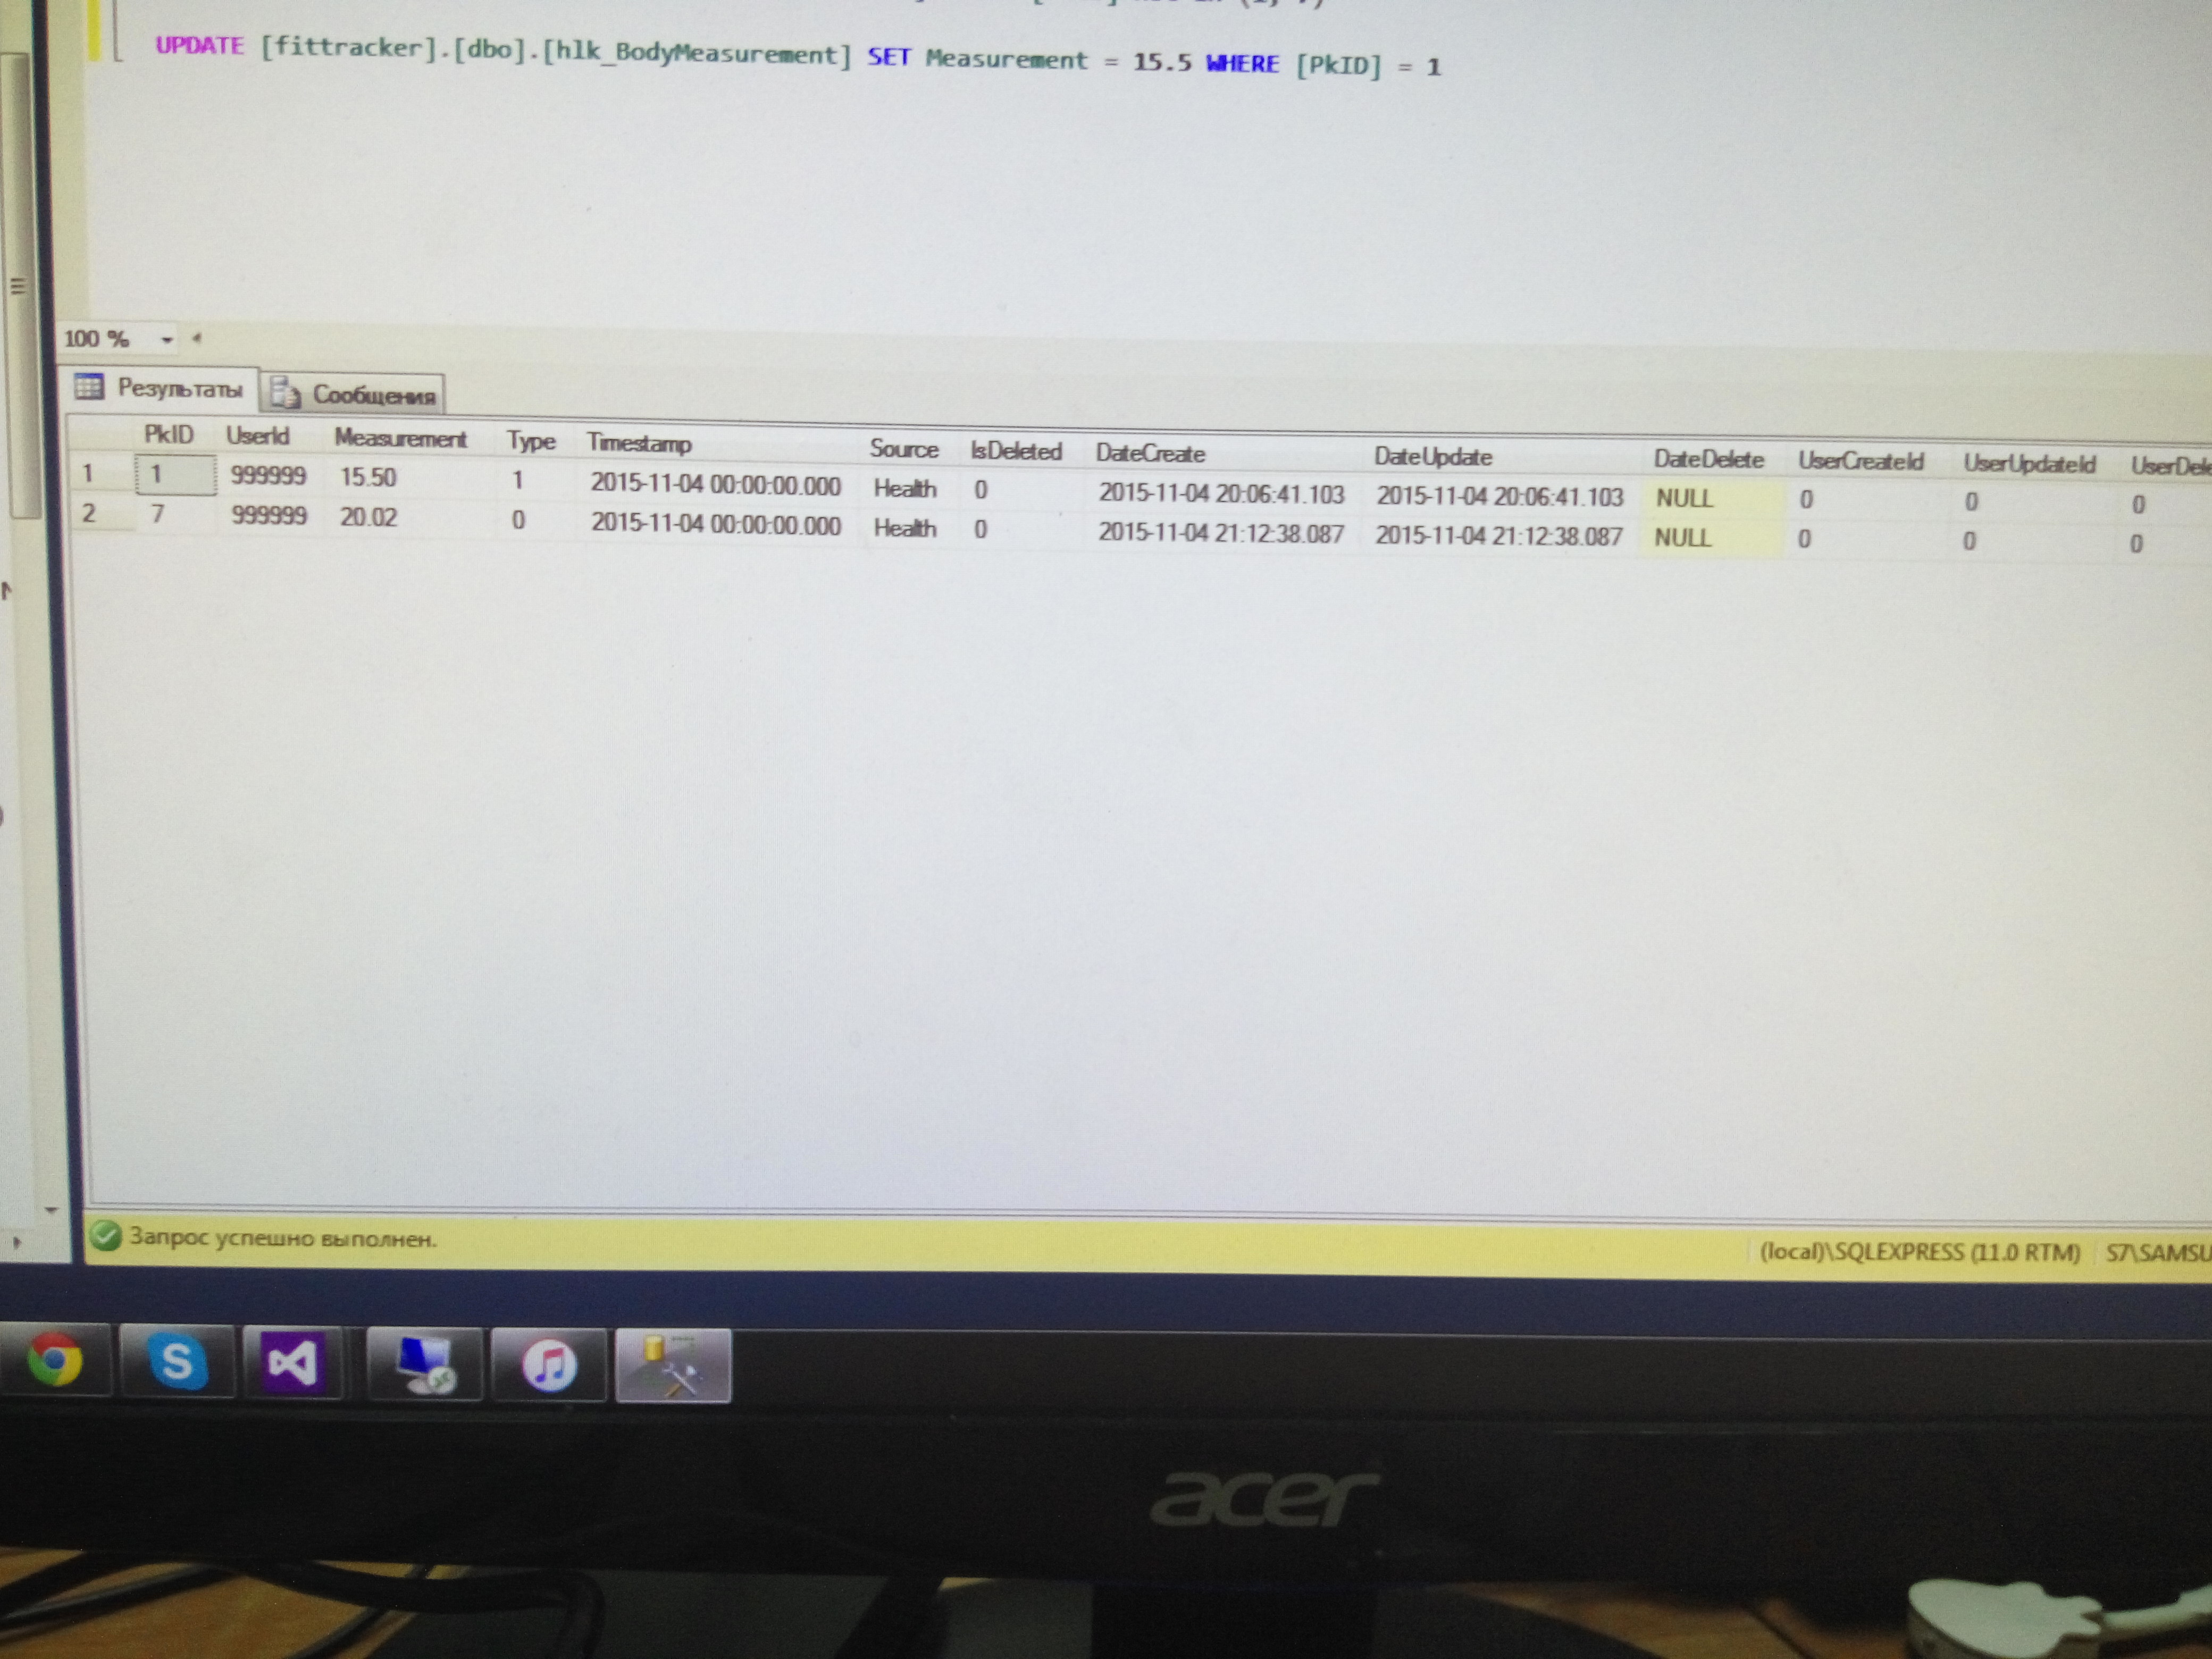 UPDATE [fittracker].[dbo].[hlk_BodyMeasurement] SET Measurement = 15.5 WHERE [PkID] = 1
100 %
Результаты Сообщения
PkID UserId Measurement Type Timestamp Source IsDeleted DateCreate DateUpdate DateDelete UserCreateId UserUpdateId UserDele
1 1 999999 15.50 1 2015-11-04 00:00:00.000 Health 0 2015-11-04 20:06:41.103 2015-11-04 20:06:41.103 NULL 0 0 0
2 7 999999 20.02 0 2015-11-04 00:00:00.000 Health 0 2015-11-04 21:12:38.087 2015-11-04 21:12:38.087 NULL 0 0 0
Запрос успешно выполнен. (local)\SQLEXPRESS (11.0 RTM) S7\SAMSU
acer